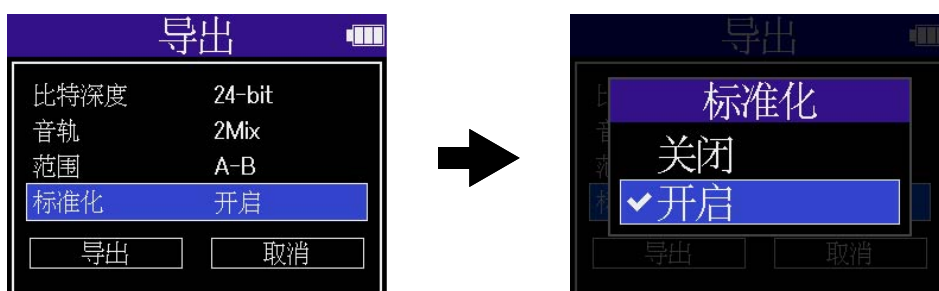 导出
比特深度 24-bit
音轨 2Mix
范围 A-B
标准化 开启
导出 取消
导出
标准化
关闭
开启
导出 取消